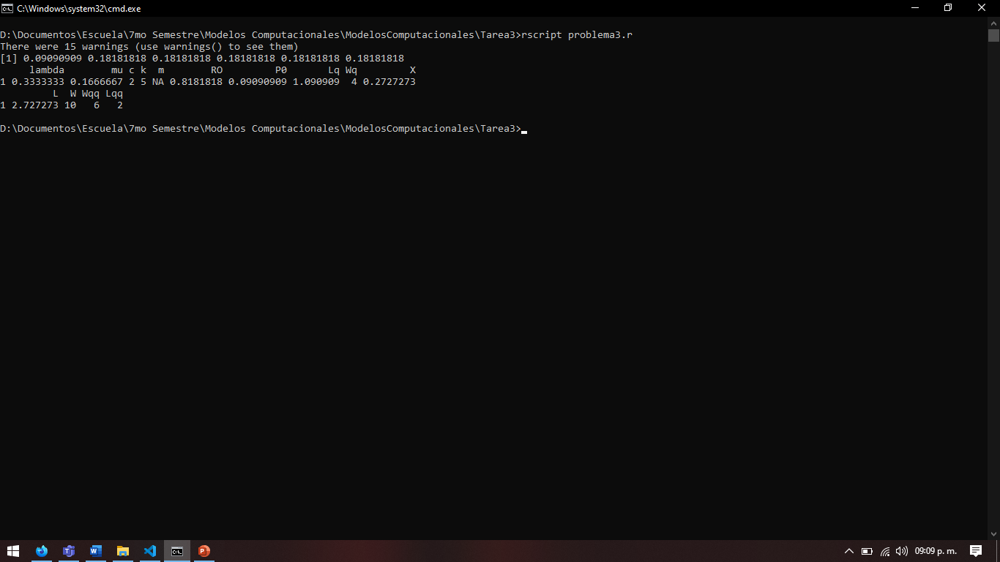 C:\Windows\system32\cmd.exe
D:\Documentos\Escuela\7mo Semestre\Modelos Computacionales\ModelosComputacionales\Tarea3>rscript problema3.r
There were 15 warnings (use warnings() to see them)
[1] 0.09090909 0.18181818 0.18181818 0.18181818 0.18181818 0.18181818
     lambda        mu c k  m        RO         P0       Lq Wq         X
1 0.3333333 0.1666667 2 5 NA 0.8181818 0.09090909 1.090909  4 0.2727273
         L  W Wqq Lqq
1 2.727273 10   6   2
D:\Documentos\Escuela\7mo Semestre\Modelos Computacionales\ModelosComputacionales\Tarea3>
09:09 p. m.